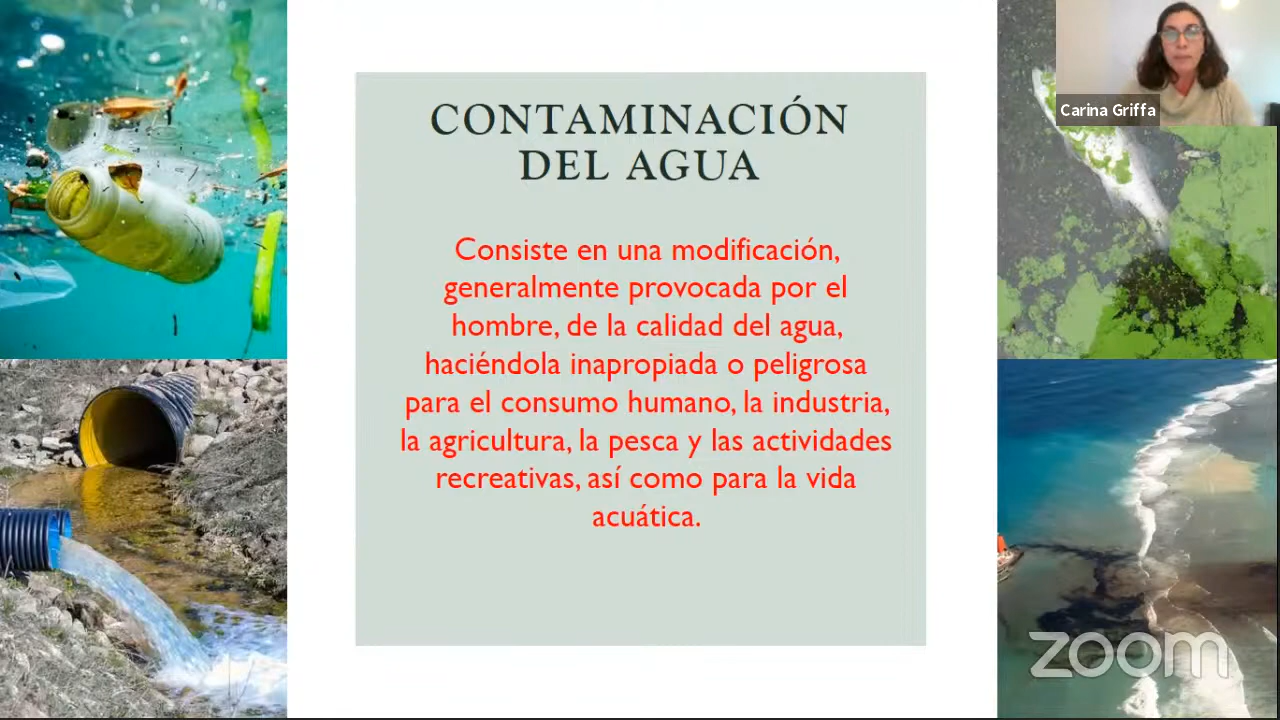 CONTAMINACIÓN
DEL AGUA
Consiste en una modificación,
generalmente provocada por el
hombre, de la calidad del agua,
haciéndola inapropiada o peligrosa
para el consumo humano, la industria,
la agricultura, la pesca y las actividades
recreativas, así como para la vida
acuática.
Carina Griffa
zoom